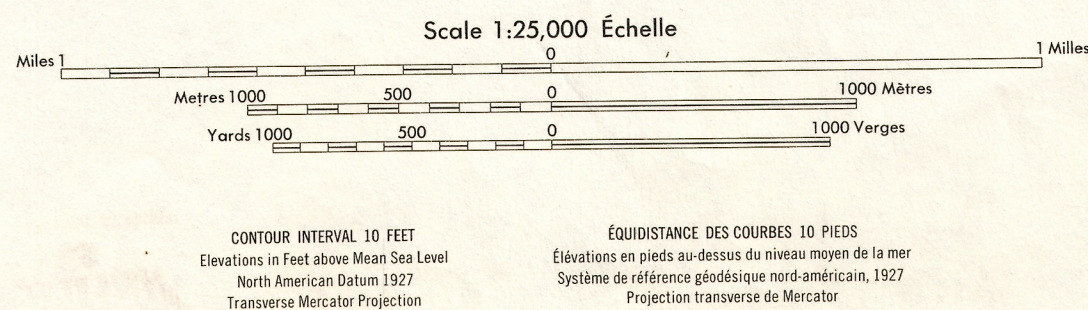 Scale 1:25,000 Échelle
Miles 1 0 1 Milles
Metres 1000 500 0 1000 Mètres
Yards 1000 500 0 1000 Verges
CONTOUR INTERVAL 10 FEET
Elevations in Feet above Mean Sea Level
North American Datum 1927
Transverse Mercator Projection
ÉQUIDISTANCE DES COURBES 10 PIEDS
Élévations en pieds au-dessus du niveau moyen de la mer
Système de référence géodésique nord-américain, 1927
Projection transverse de Mercator